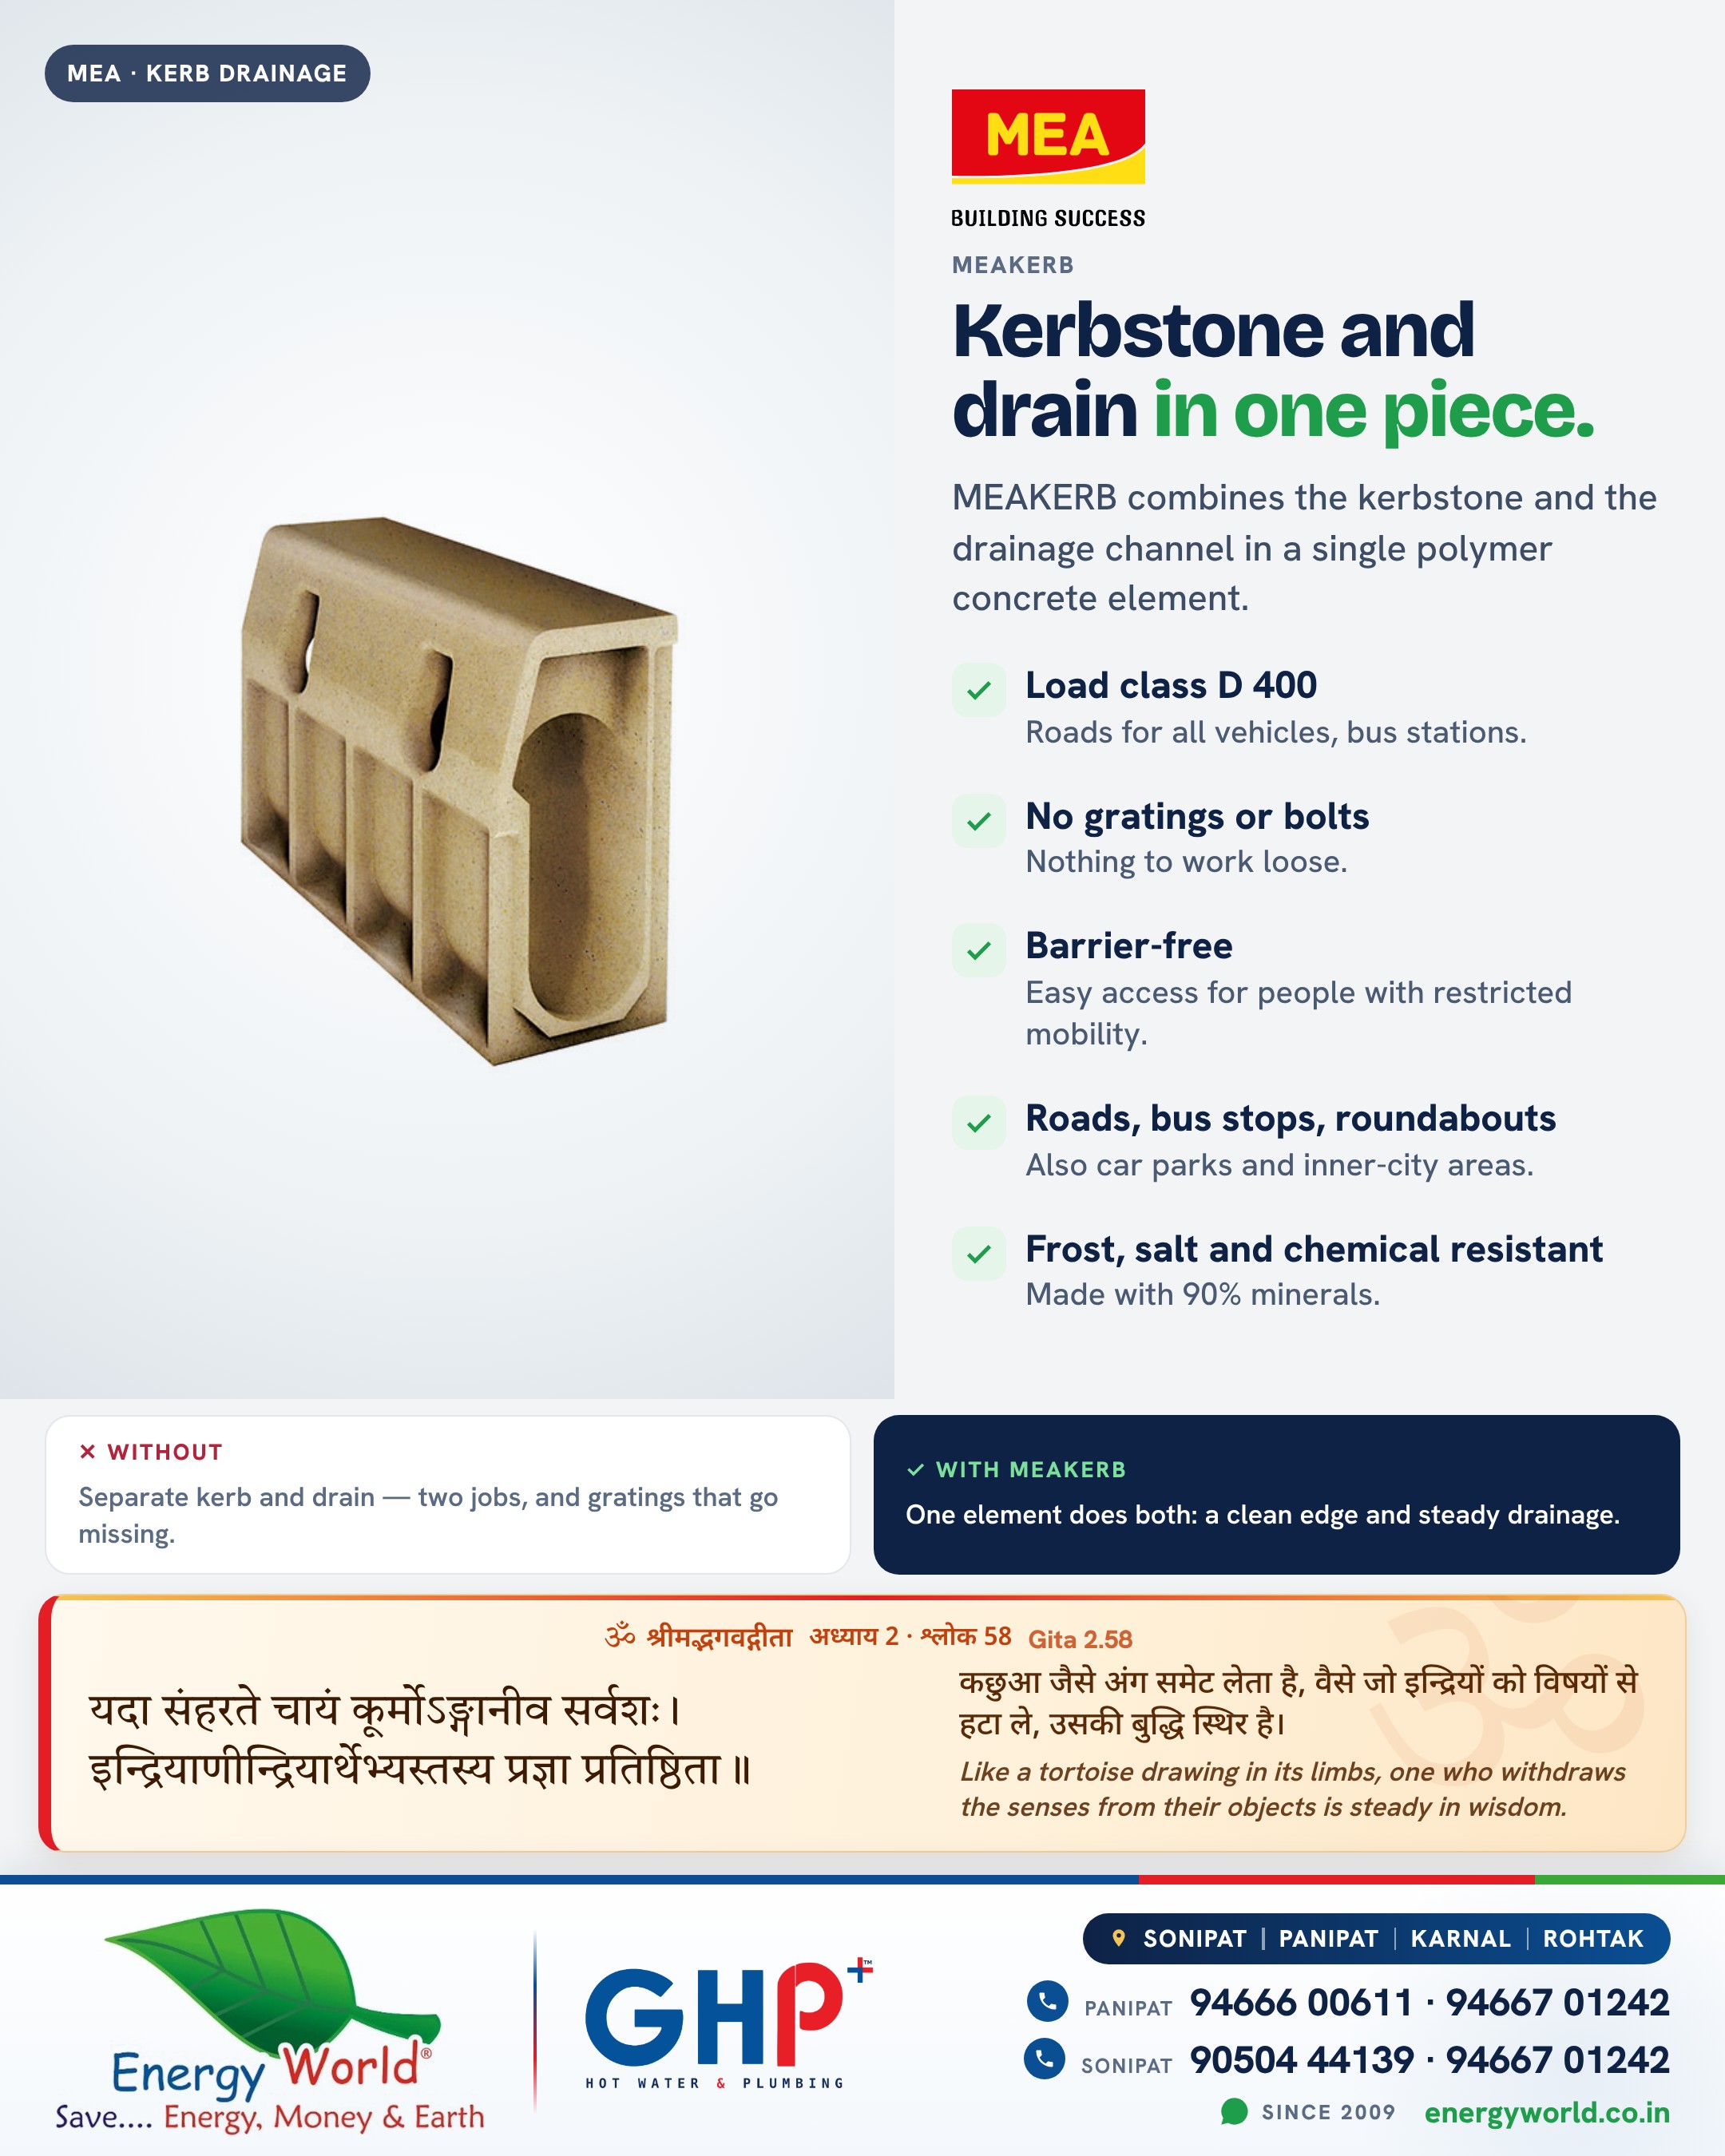 MEA · KERB DRAINAGE
MEA
BUILDING SUCCESS
MEAKERB
Kerbstone and
drain in one piece.
MEAKERB combines the kerbstone and the
drainage channel in a single polymer
concrete element.
Load class D 400
Roads for all vehicles, bus stations.
No gratings or bolts
Nothing to work loose.
Barrier-free
Easy access for people with restricted
mobility.
Roads, bus stops, roundabouts
Also car parks and inner-city areas.
Frost, salt and chemical resistant
Made with 90% minerals.
✕ WITHOUT
Separate kerb and drain — two jobs, and gratings that go
missing.
✓ WITH MEAKERB
One element does both: a clean edge and steady drainage.
ॐ श्रीमद्भगवद्गीता अध्याय 2 · श्लोक 58 Gita 2.58
यदा संहरते चायं कूर्मोऽङ्गानीव सर्वशः।
इन्द्रियाणीन्द्रियार्थेभ्यस्तस्य प्रज्ञा प्रतिष्ठिता॥
कछुआ जैसे अंग समेट लेता है, वैसे जो इन्द्रियों को विषयों से
हटा ले, उसकी बुद्धि स्थिर है।
Like a tortoise drawing in its limbs, one who withdraws
the senses from their objects is steady in wisdom.
Energy World®
Save.... Energy, Money & Earth
GHP+™
HOT WATER & PLUMBING
SONIPAT | PANIPAT | KARNAL | ROHTAK
PANIPAT 94666 00611 · 94667 01242
SONIPAT 90504 44139 · 94667 01242
SINCE 2009 energyworld.co.in